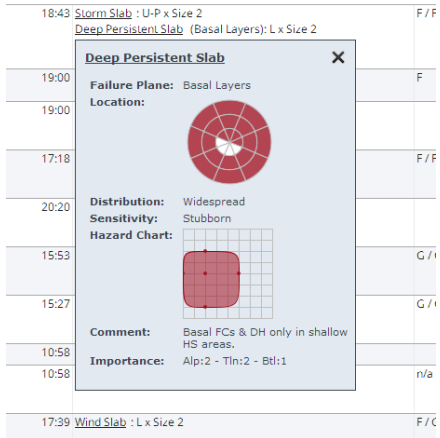 18:43 Storm Slab : U-P x Size 2 F / F
Deep Persistent Slab (Basal Layers): L x Size 2
Deep Persistent Slab X
19:00 F
Failure Plane: Basal Layers
Location:
19:00
17:18 F / F
20:20
Distribution: Widespread
Sensitivity: Stubborn
Hazard Chart:
15:53 G /
15:27 G /
Comment: Basal FCs & DH only in shallow
HS areas.
10:58
Importance: Alp:2 - Tln:2 - Btl:1
10:58 n/a
17:39 Wind Slab : L x Size 2 F /